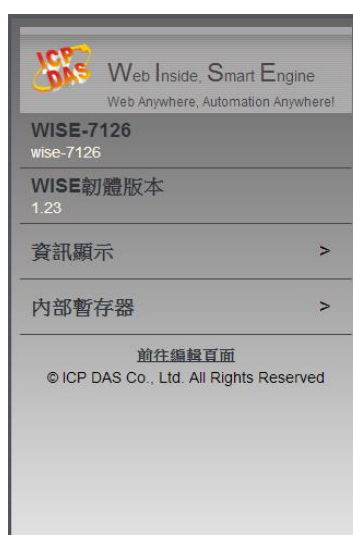 ICP
DAS
Web Inside, Smart Engine
Web Anywhere, Automation Anywhere!
WISE-7126
wise-7126
WISE韌體版本
1.23
資訊顯示 >
內部暫存器 >
前往編輯頁面
© ICP DAS Co., Ltd. All Rights Reserved